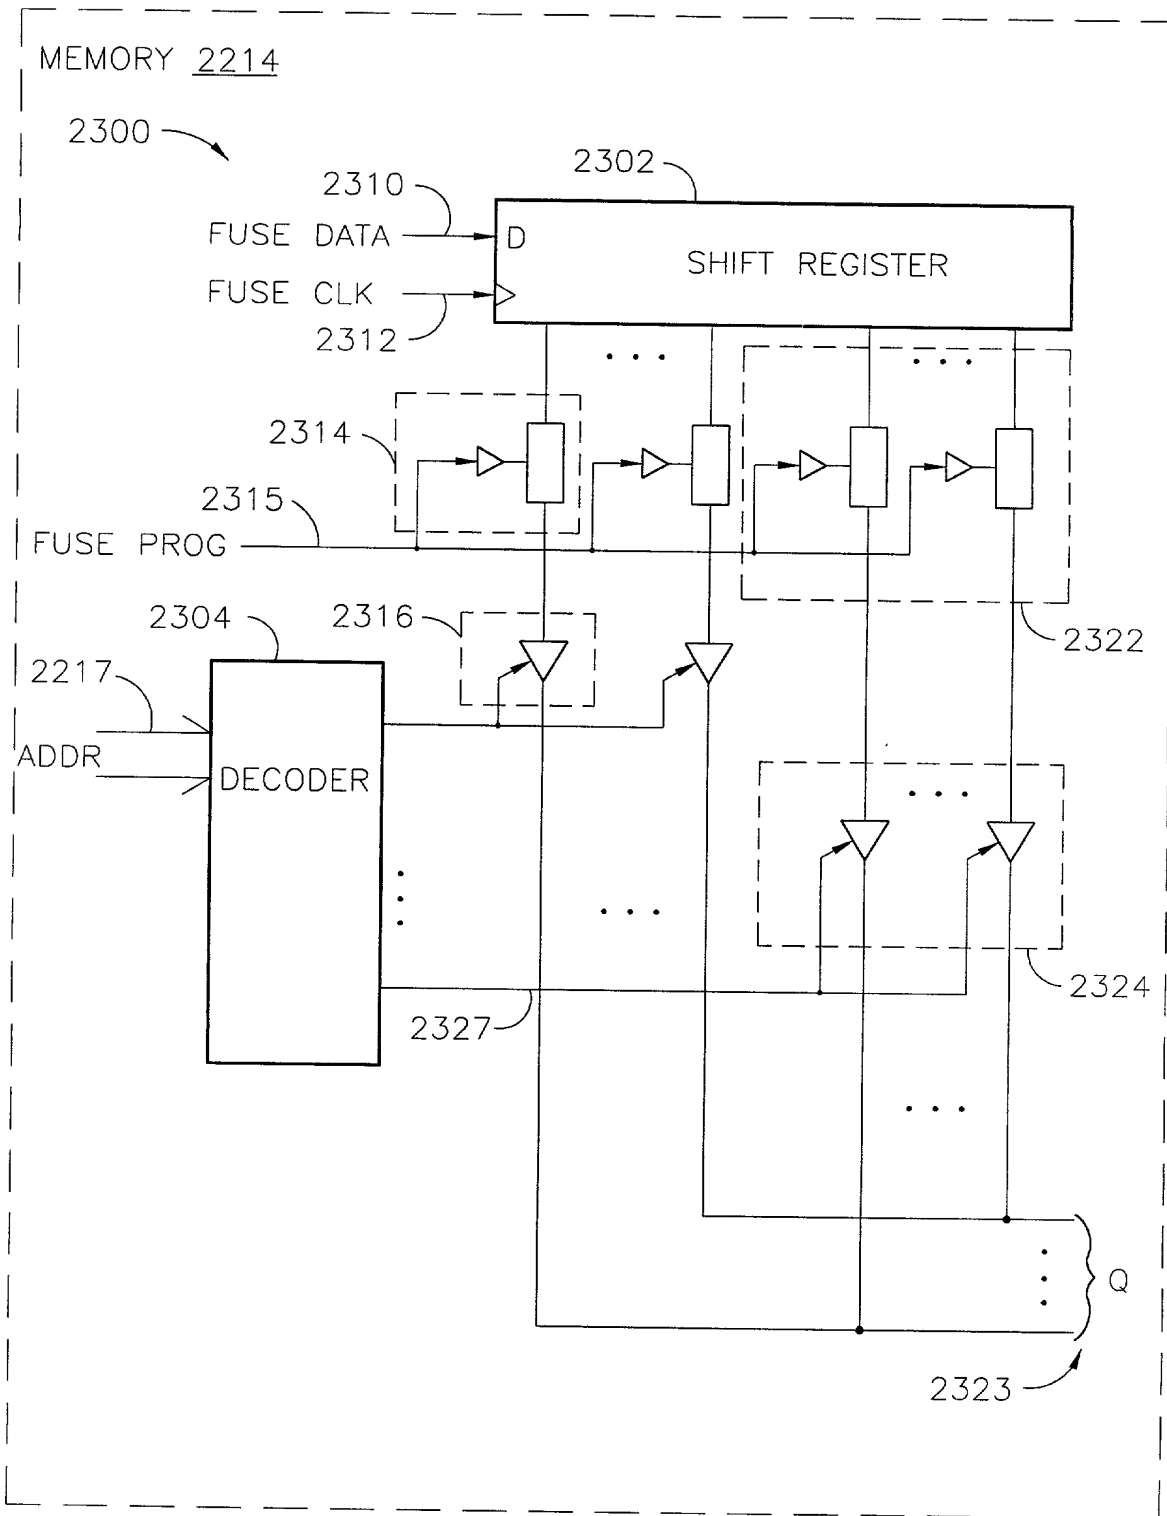 MEMORY 2214
2300
2302
2310
FUSE DATA
D
SHIFT REGISTER
FUSE CLK
2312
2314
2315
FUSE PROG
2316
2304
2322
2217
ADDR
DECODER
2324
2327
Q
2323